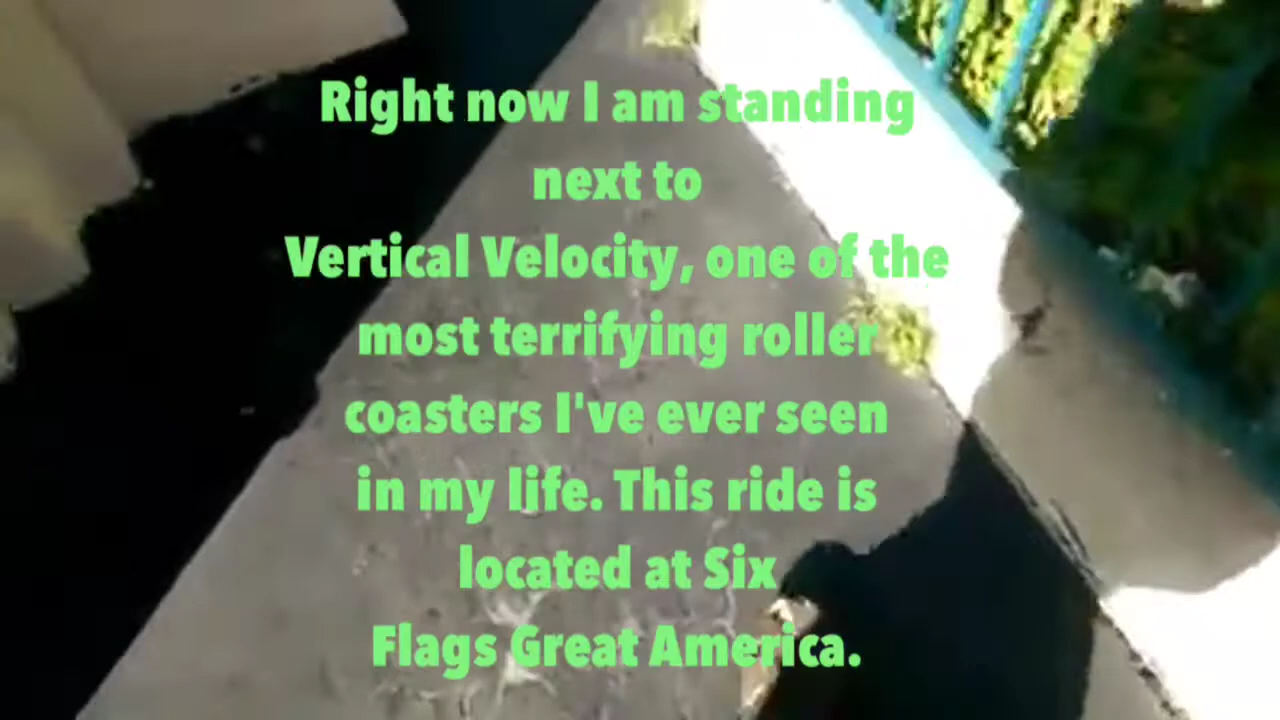 Right now I am standing
next to
Vertical Velocity, one of the
most terrifying roller
coasters I've ever seen
in my life. This ride is
located at Six
Flags Great America.